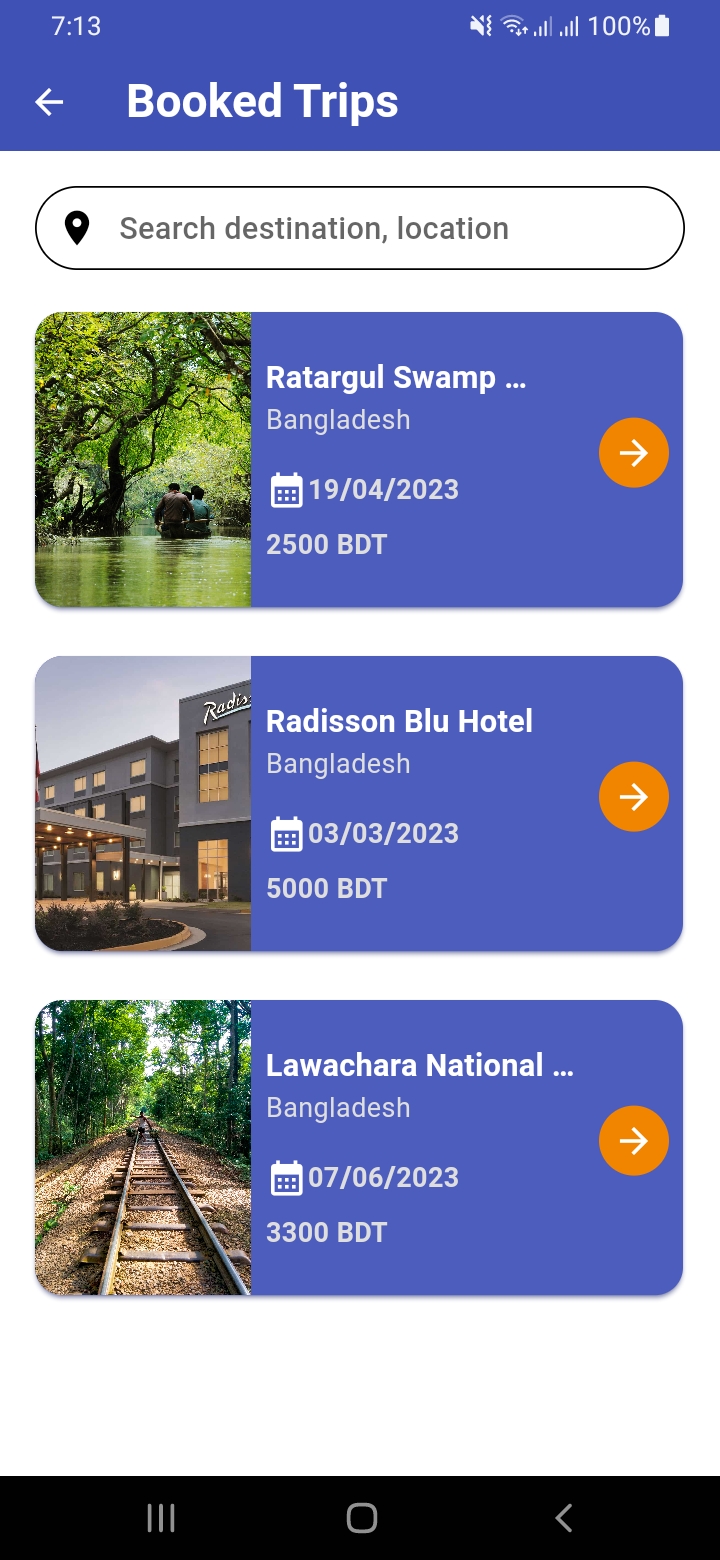 7:13
100%
Booked Trips
Search destination, location
Ratargul Swamp ...
Bangladesh
19/04/2023
2500 BDT
Radisson Blu Hotel
Bangladesh
03/03/2023
5000 BDT
Lawachara National ...
Bangladesh
07/06/2023
3300 BDT